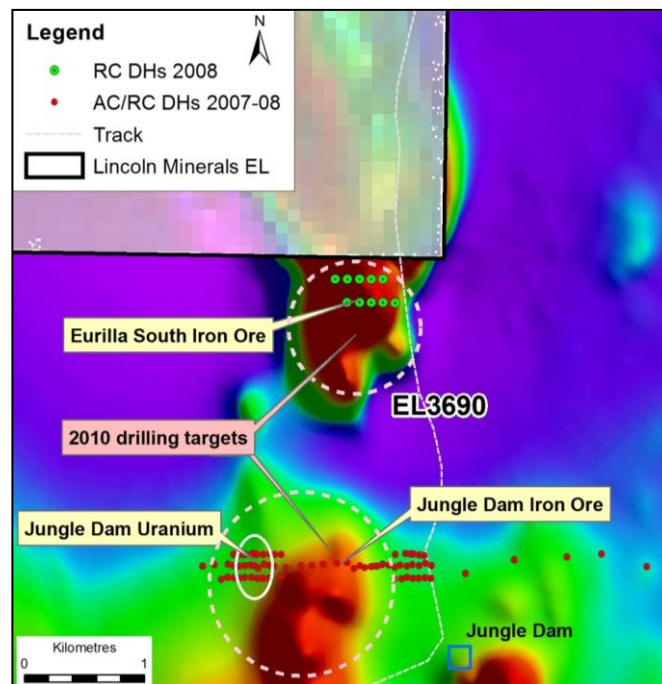 Legend
N
RC DHs 2008
AC/RC DHs 2007-08
Track
Lincoln Minerals EL
Eurilla South Iron Ore
EL3690
2010 drilling targets
Jungle Dam Iron Ore
Jungle Dam Uranium
Jungle Dam
Kilometres
0 1